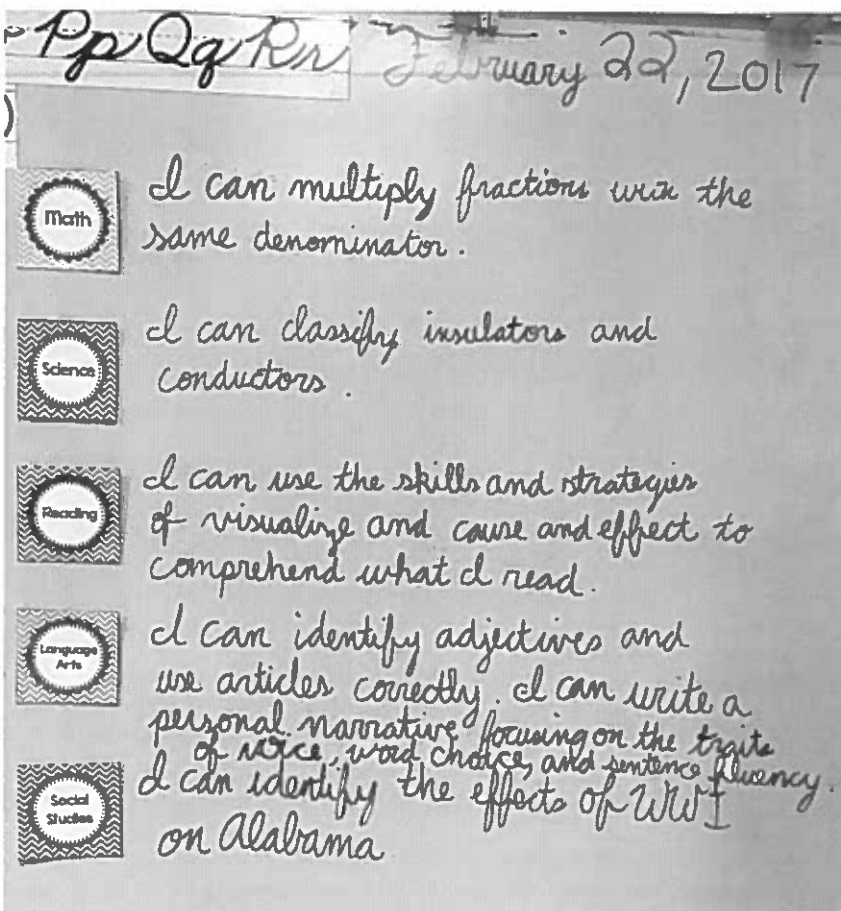 Pp Qq Rr
February 22, 2017
Math
I can multiply fractions with the
same denominator.
Science
I can classify insulators and
conductors.
Reading
I can use the skills and strategies
of visualize and cause and effect to
comprehend what I read.
Language
Arts
I can identify adjectives and
use articles correctly. I can write a
personal narrative focusing on the traits
of voice, word choice, and sentence fluency.
Social
Studies
I can identify the effects of WWI
on Alabama